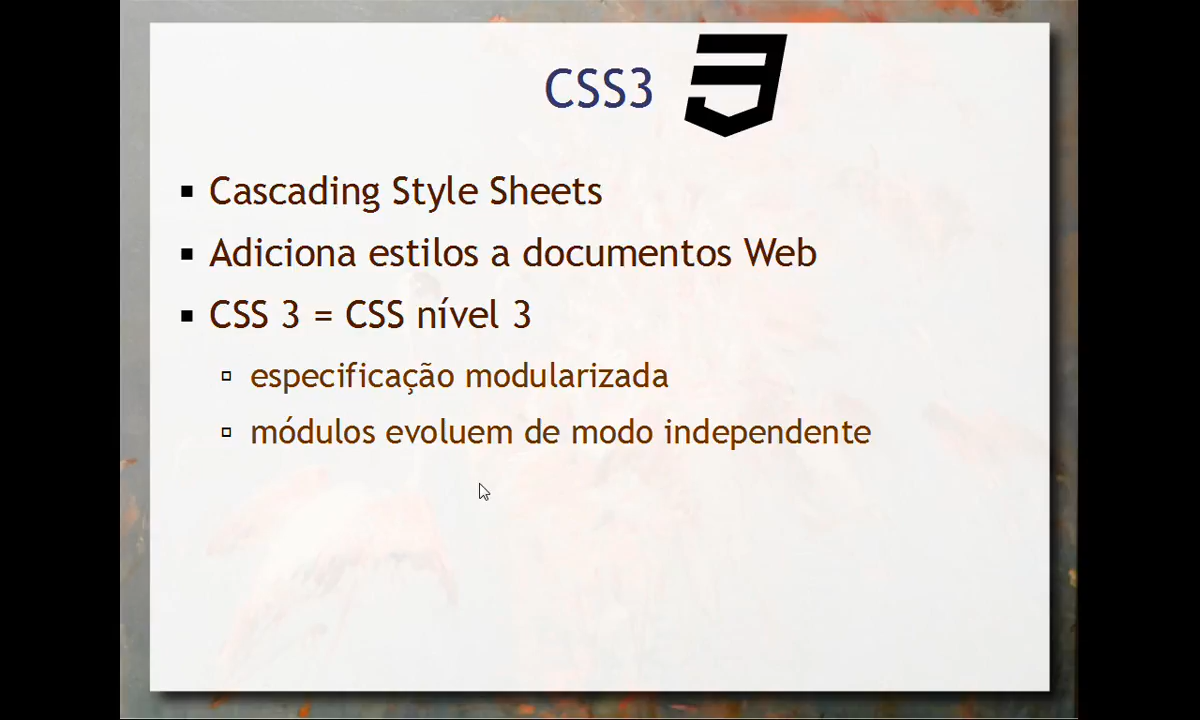 CSS3
Cascading Style Sheets
Adiciona estilos a documentos Web
CSS 3 = CSS nível 3
especificação modularizada
módulos evoluem de modo independente